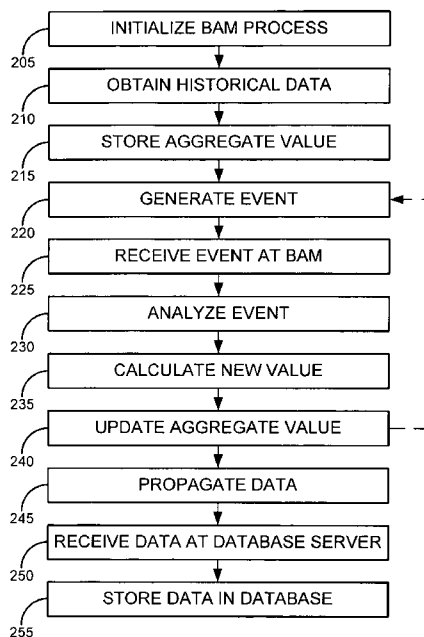 INITIALIZE BAM PROCESS
205
OBTAIN HISTORICAL DATA
210
STORE AGGREGATE VALUE
215
GENERATE EVENT
220
RECEIVE EVENT AT BAM
225
ANALYZE EVENT
230
CALCULATE NEW VALUE
235
UPDATE AGGREGATE VALUE
240
PROPAGATE DATA
245
RECEIVE DATA AT DATABASE SERVER
250
STORE DATA IN DATABASE
255